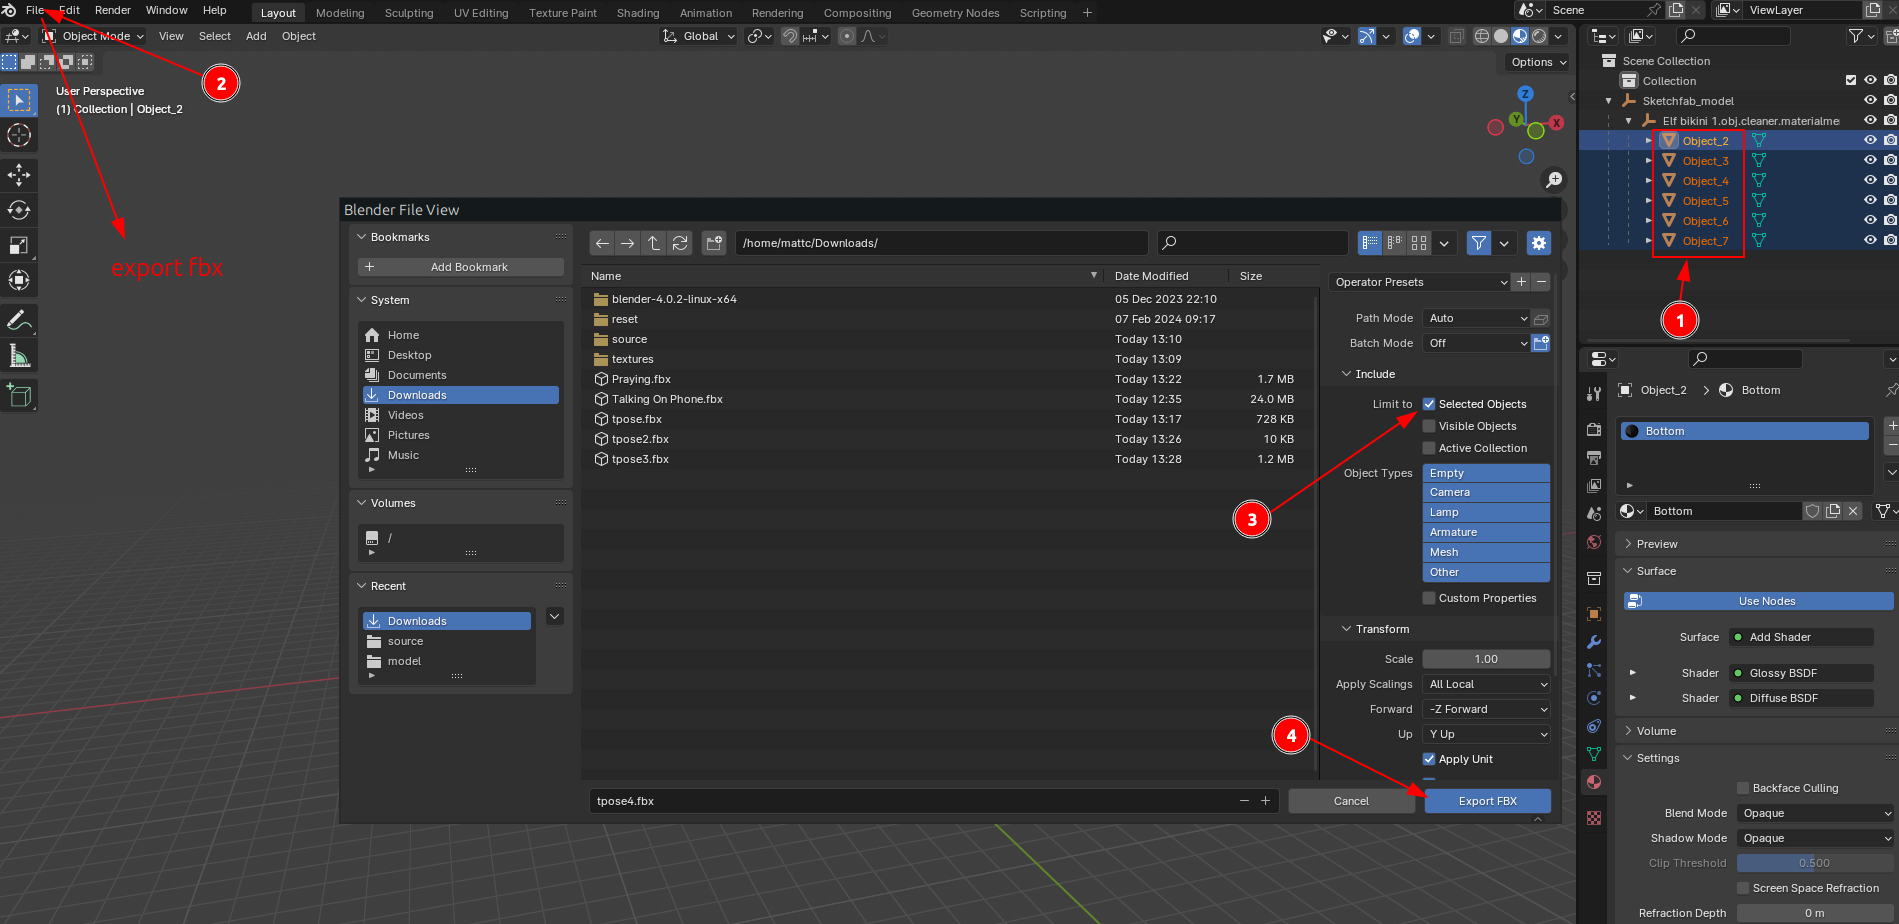 File Edit Render Window Help Layout Modeling Sculpting UV Editing Texture Paint Shading Animation Rendering Compositing Geometry Nodes Scripting + Scene ViewLayer
Object Mode View Select Add Object Global
Options
2
User Perspective
(1) Collection | Object_2
Z
Y
X
export fbx
Scene Collection
Collection
Sketchfab_model
Elf bikini 1.obj.cleaner.materialme
Object_2
Object_3
Object_4
Object_5
Object_6
Object_7
1
Blender File View
Bookmarks
+ Add Bookmark
System
Home
Desktop
Documents
Downloads
Videos
Pictures
Music
Volumes
/
Recent
Downloads
source
model
/home/mattc/Downloads/
Name Date Modified Size
blender-4.0.2-linux-x64 05 Dec 2023 22:10
reset 07 Feb 2024 09:17
source Today 13:10
textures Today 13:09
Praying.fbx Today 13:22 1.7 MB
Talking On Phone.fbx Today 12:35 24.0 MB
tpose.fbx Today 13:17 728 KB
tpose2.fbx Today 13:26 10 KB
tpose3.fbx Today 13:28 1.2 MB
Operator Presets + −
Path Mode Auto
Batch Mode Off
Include
Limit to Selected Objects
Visible Objects
Active Collection
Object Types Empty
Camera
Lamp
Armature
Mesh
Other
Custom Properties
3
Transform
Scale 1.00
Apply Scalings All Local
Forward -Z Forward
Up Y Up
Apply Unit
4
tpose4.fbx − + Cancel Export FBX
Object_2 > Bottom
Bottom
Bottom
Preview
Surface
Use Nodes
Surface Add Shader
Shader Glossy BSDF
Shader Diffuse BSDF
Volume
Settings
Backface Culling
Blend Mode Opaque
Shadow Mode Opaque
Clip Threshold 0.500
Screen Space Refraction
Refraction Depth 0 m